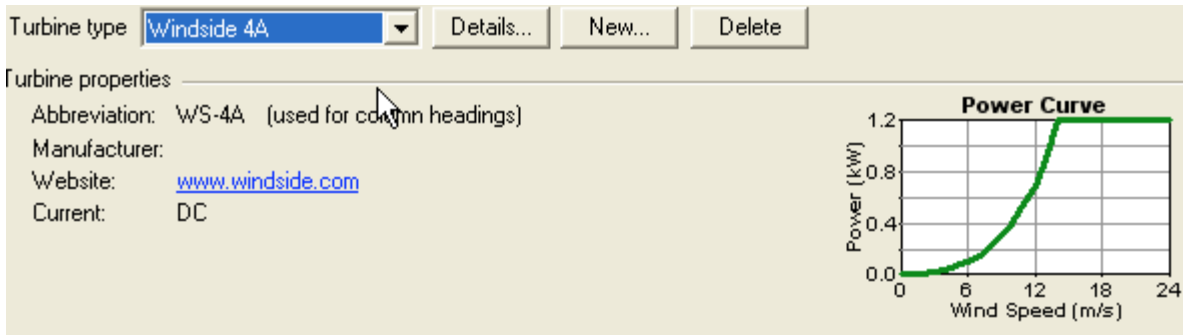 Turbine type Windside 4A Details... New... Delete
Turbine properties
Abbreviation: WS-4A (used for column headings)
Manufacturer:
Website: www.windside.com
Current: DC
Power Curve
1.2
0.8
0.4
0.0
Power (kW)
0 6 12 18 24
Wind Speed (m/s)